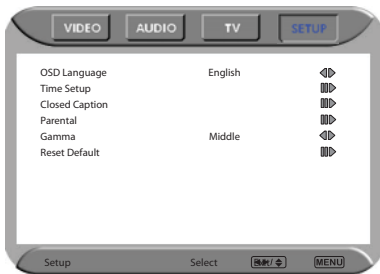 VIDEO AUDIO TV SETUP
OSD Language English
Time Setup
Closed Caption
Parental
Gamma Middle
Reset Default
Setup Select MENU